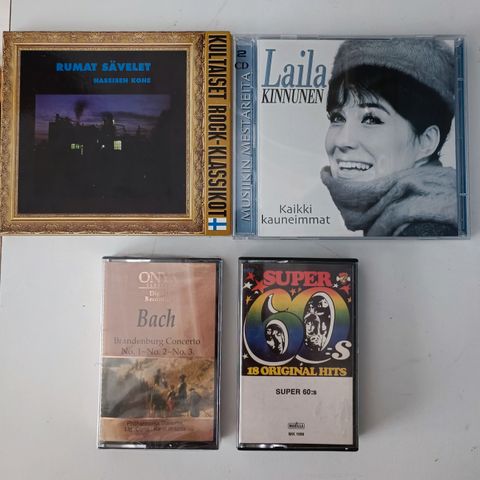 RUMAT SÄVELET
HASSISEN KONE
KULTAISET ROCK-KLASSIKOT
2
CD
MUSIIKIN MESTAREITA
Laila
KINNUNEN
Kaikki
kauneimmat
Bach
Brandenburg Concerto
No. 1-No. 2-No. 3.
SUPER
60:s
18 ORIGINAL HITS
SUPER 60:s